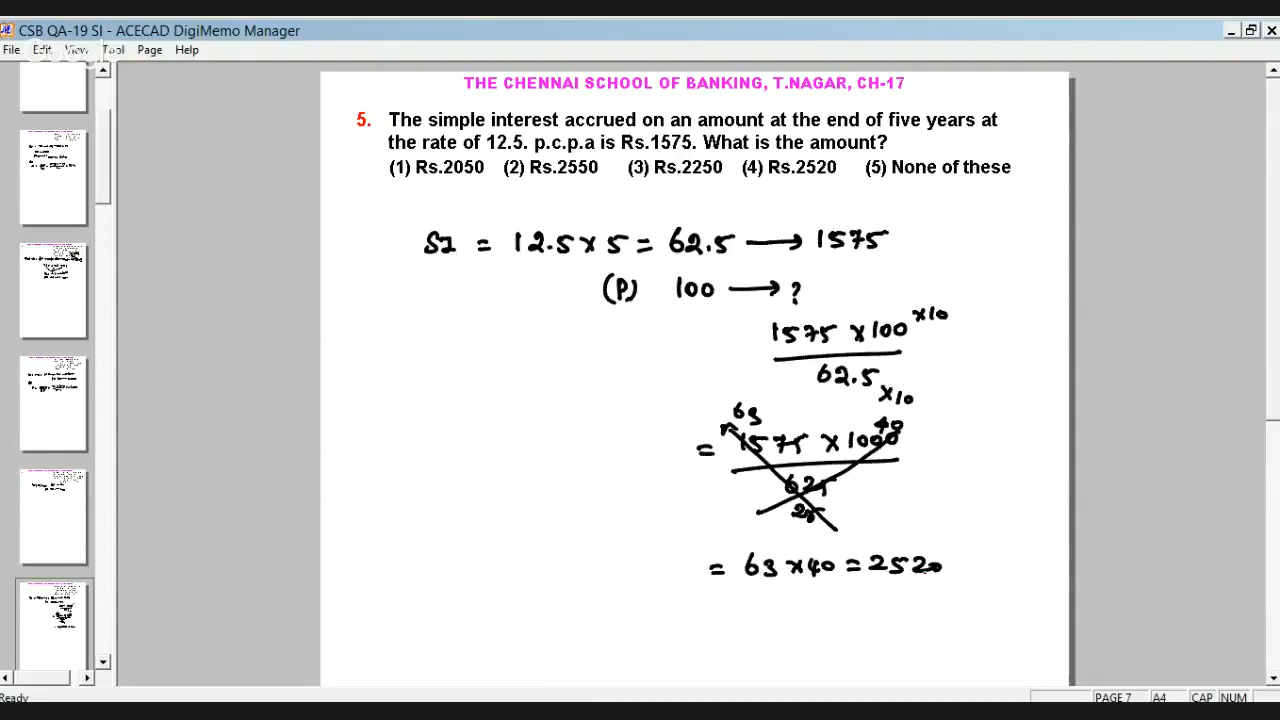 CSB QA-19 SI - ACECAD DigiMemo Manager
File Edit View Tool Page Help
THE CHENNAI SCHOOL OF BANKING, T.NAGAR, CH-17
5. The simple interest accrued on an amount at the end of five years at
the rate of 12.5. p.c.p.a is Rs.1575. What is the amount?
(1) Rs.2050 (2) Rs.2550 (3) Rs.2250 (4) Rs.2520 (5) None of these
SI = 12.5 x 5 = 62.5 → 1575
(P) 100 → ?
1575 x 100 x10
62.5 x10
63 40
= 1575 x 1000
625
25
= 63 x 40 = 2520
Ready PAGE 7 A4 CAP NUM